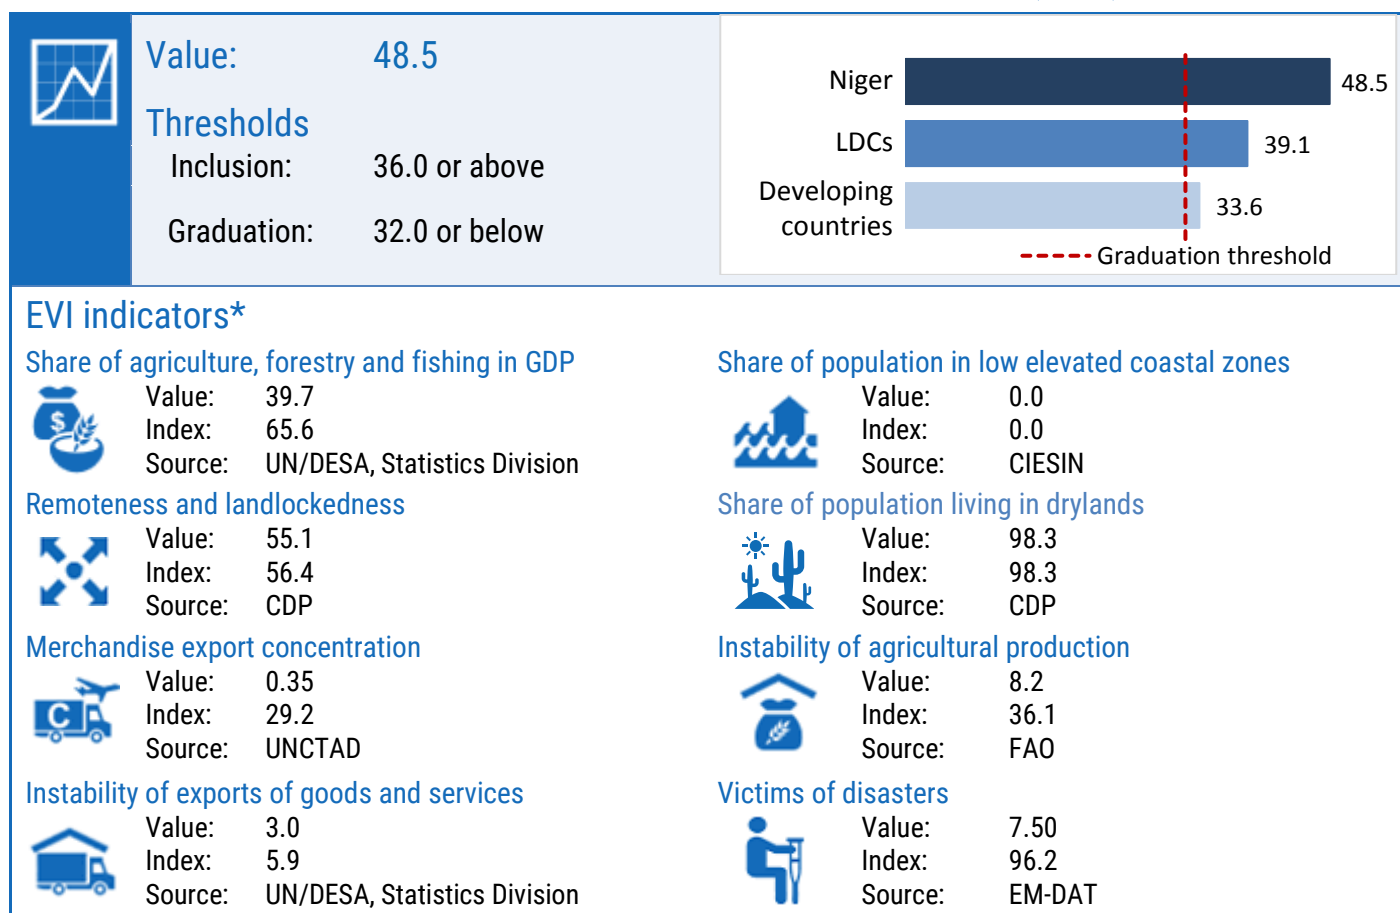 Value: 48.5
Thresholds
Inclusion: 36.0 or above
Graduation: 32.0 or below
Niger 48.5
LDCs 39.1
Developing
countries 33.6
Graduation threshold
EVI indicators*
Share of agriculture, forestry and fishing in GDP
$
Value: 39.7
Index: 65.6
Source: UN/DESA, Statistics Division
Share of population in low elevated coastal zones
Value: 0.0
Index: 0.0
Source: CIESIN
Remoteness and landlockedness
Value: 55.1
Index: 56.4
Source: CDP
Share of population living in drylands
Value: 98.3
Index: 98.3
Source: CDP
Merchandise export concentration
C
Value: 0.35
Index: 29.2
Source: UNCTAD
Instability of agricultural production
Value: 8.2
Index: 36.1
Source: FAO
Instability of exports of goods and services
Value: 3.0
Index: 5.9
Source: UN/DESA, Statistics Division
Victims of disasters
Value: 7.50
Index: 96.2
Source: EM-DAT